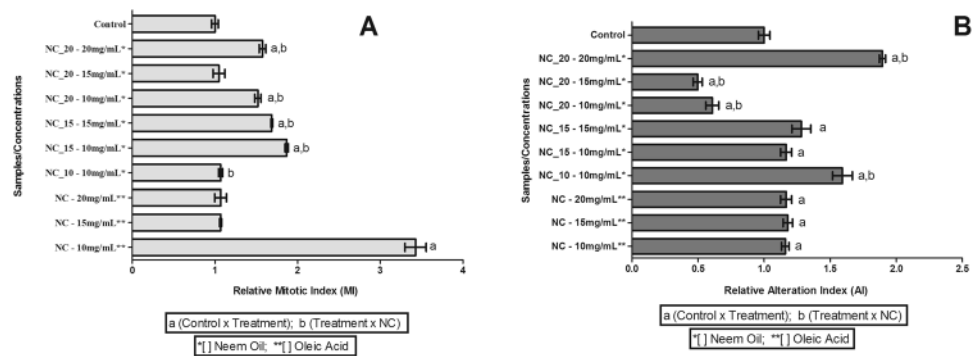 A
Samples/Concentrations
Control
NC_20 - 20mg/mL* a,b
NC_20 - 15mg/mL*
NC_20 - 10mg/mL* a,b
NC_15 - 15mg/mL* a,b
NC_15 - 10mg/mL* a,b
NC_10 - 10mg/mL* b
NC - 20mg/mL**
NC - 15mg/mL**
NC - 10mg/mL** a
0 1 2 3 4
Relative Mitotic Index (MI)
a (Control x Treatment); b (Treatment x NC)
*[ ] Neem Oil; **[ ] Oleic Acid
B
Samples/Concentrations
Control
NC_20 - 20mg/mL* a,b
NC_20 - 15mg/mL* a,b
NC_20 - 10mg/mL* a,b
NC_15 - 15mg/mL* a
NC_15 - 10mg/mL* a
NC_10 - 10mg/mL* a,b
NC - 20mg/mL** a
NC - 15mg/mL** a
NC - 10mg/mL** a
0.0 0.5 1.0 1.5 2.0 2.5
Relative Alteration Index (AI)
a (Control x Treatment); b (Treatment x NC)
*[ ] Neem Oil; **[ ] Oleic Acid